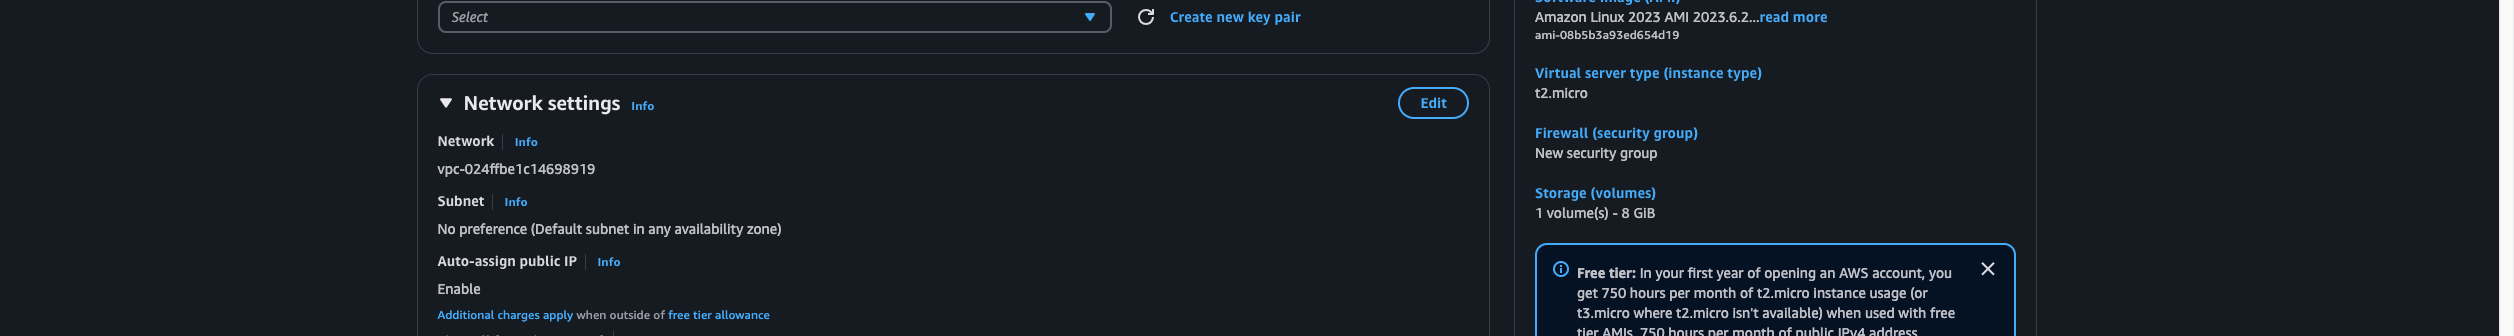 Select
Create new key pair
Network settings Info
Edit
Network Info
vpc-024ffbe1c14698919
Subnet Info
No preference (Default subnet in any availability zone)
Auto-assign public IP Info
Enable
Additional charges apply when outside of free tier allowance
Amazon Linux 2023 AMI 2023.6.2...read more
ami-08b5b3a93ed654d19
Virtual server type (instance type)
t2.micro
Firewall (security group)
New security group
Storage (volumes)
1 volume(s) - 8 GiB
Free tier: In your first year of opening an AWS account, you
get 750 hours per month of t2.micro instance usage (or
t3.micro where t2.micro isn't available) when used with free
tier AMIs, 750 hours per month of public IPv4 address